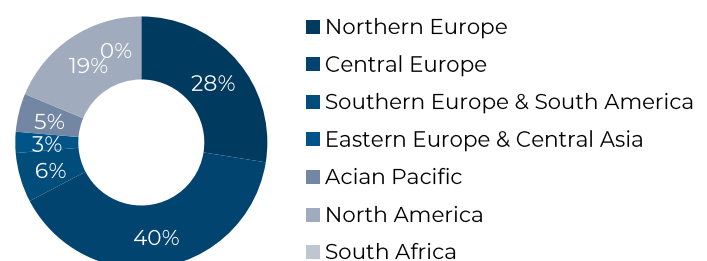 0%
19%
28%
5%
3%
6%
40%
Northern Europe
Central Europe
Southern Europe & South America
Eastern Europe & Central Asia
Acian Pacific
North America
South Africa